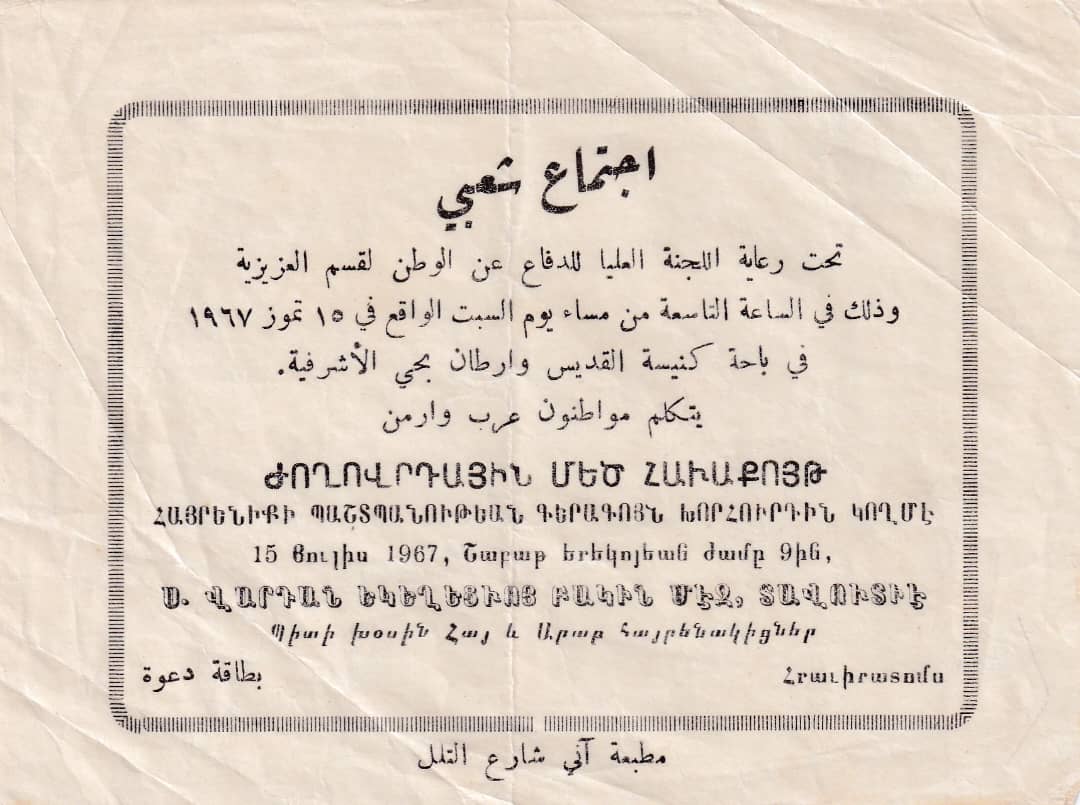 اجتماع شعبي
تحت رعاية اللجنة العليا للدفاع عن الوطن لقسم العزيزية
وذلك في الساعة التاسعة من مساء يوم السبت الواقع في ١٥ تموز ١٩٦٧
في باحة كنيسة القديس وارطان بحي الأشرفية.
يتكلم مواطنون عرب وارمن
ԺՈՂՈՎՐԴԱՅԻՆ ՄԵԾ ՀԱՒԱՔՈՅԹ
ՀԱՅՐԵՆԻՔԻ ՊԱՇՏՊԱՆՈՒԹԵԱՆ ԳԵՐԱԳՈՅՆ ԽՈՐՀՈՒՐԴԻՆ ԿՈՂՄԷ
15 Յուլիս 1967, Շաբաթ երեկոյեան ժամը 9ին,
Ս. ՎԱՐԴԱՆ ԵԿԵՂԵՑՒՈՅ ԲԱԿԻՆ ՄԷՋ, ՏԱՎՈՒՏԻԷ
Պիտի խօսին Հայ և Արաբ հայրենակիցներ
بطاقة دعوة
Հրաւիրատոմս
مطبعة آني شارع التلل